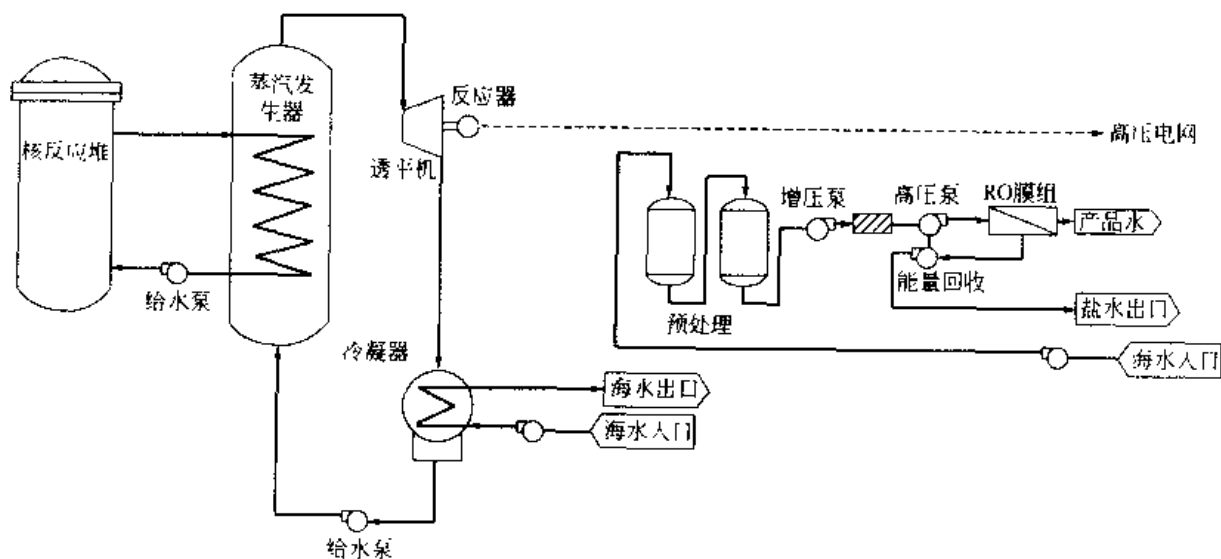 蒸汽发
生器
反应器
高压电网
核反应堆
透平机
增压泵
高压泵
RO膜组
产品水
给水泵
能量回收
预处理
盐水出口
冷凝器
海水入口
海水出口
海水入口
给水泵